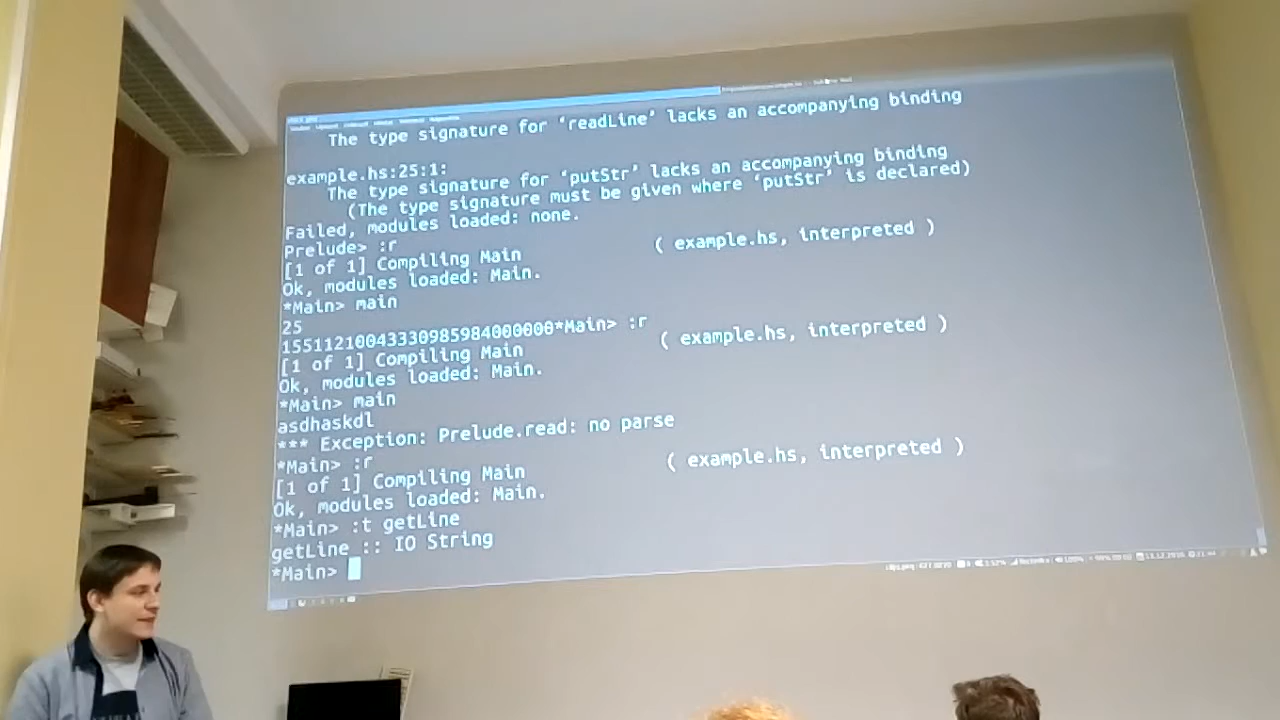 The type signature for ‘readLine’ lacks an accompanying binding
example.hs:25:1:
The type signature for ‘putStr’ lacks an accompanying binding
(The type signature must be given where ‘putStr’ is declared)
Failed, modules loaded: none.
Prelude> :r
[1 of 1] Compiling Main ( example.hs, interpreted )
Ok, modules loaded: Main.
*Main> main
25
15511210043330985984000000*Main> :r
[1 of 1] Compiling Main ( example.hs, interpreted )
Ok, modules loaded: Main.
*Main> main
asdhaskdl
*** Exception: Prelude.read: no parse
*Main> :r
[1 of 1] Compiling Main ( example.hs, interpreted )
Ok, modules loaded: Main.
*Main> :t getLine
getLine :: IO String
*Main>